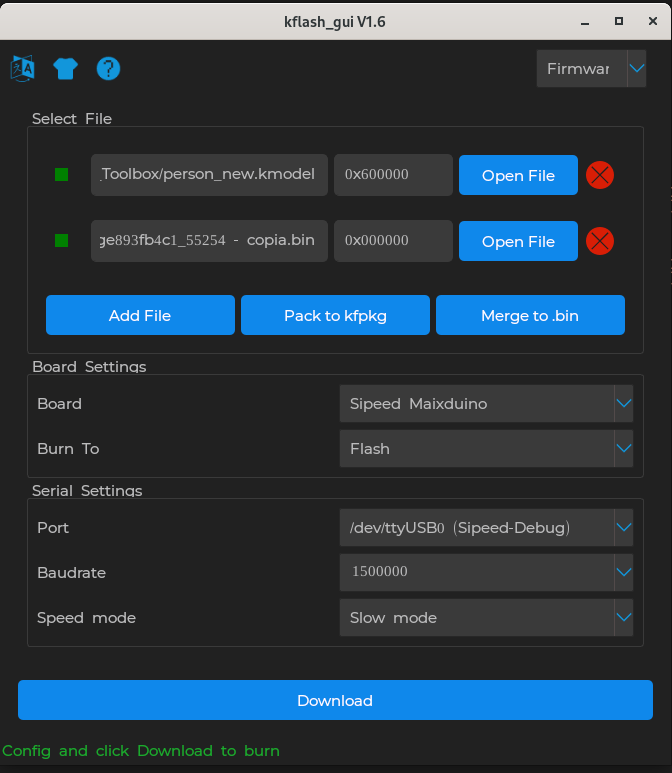 kflash_gui V1.6
Firmwar
Select File
_Toolbox/person_new.kmodel 0x600000 Open File
ge893fb4c1_55254 - copia.bin 0x000000 Open File
Add File Pack to kfpkg Merge to .bin
Board Settings
Board Sipeed Maixduino
Burn To Flash
Serial Settings
Port /dev/ttyUSB0 (Sipeed-Debug)
Baudrate 1500000
Speed mode Slow mode
Download
Config and click Download to burn